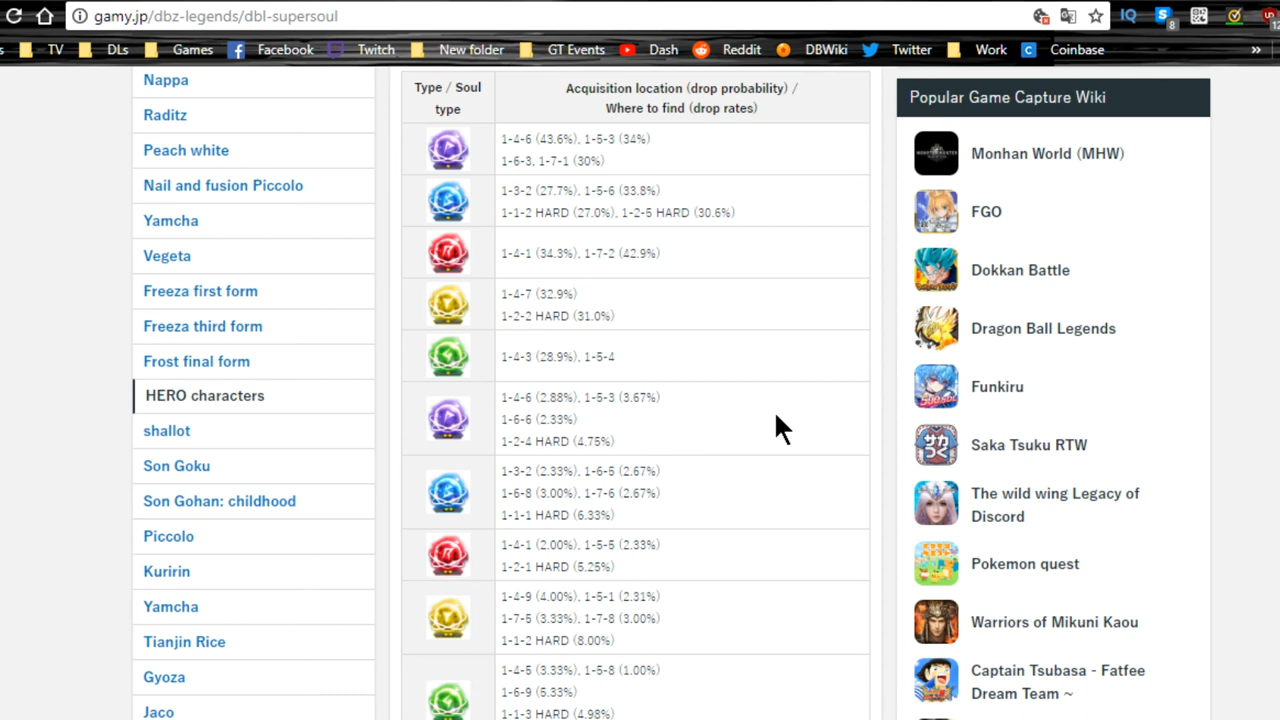 gamy.jp/dbz-legends/dbl-supersoul
IQ
8
12
s TV DLs Games Facebook Twitch New folder GT Events Dash Reddit DBWiki Twitter Work C Coinbase »
Nappa
Raditz
Peach white
Nail and fusion Piccolo
Yamcha
Vegeta
Freeza first form
Freeza third form
Frost final form
HERO characters
shallot
Son Goku
Son Gohan: childhood
Piccolo
Kuririn
Yamcha
Tianjin Rice
Gyoza
Jaco
Type / Soul
type
Acquisition location (drop probability) /
Where to find (drop rates)
1-4-6 (43.6%), 1-5-3 (34%)
1-6-3, 1-7-1 (30%)
1-3-2 (27.7%), 1-5-6 (33.8%)
1-1-2 HARD (27.0%), 1-2-5 HARD (30.6%)
1-4-1 (34.3%), 1-7-2 (42.9%)
1-4-7 (32.9%)
1-2-2 HARD (31.0%)
1-4-3 (28.9%), 1-5-4
1-4-6 (2.88%), 1-5-3 (3.67%)
1-6-6 (2.33%)
1-2-4 HARD (4.75%)
1-3-2 (2.33%), 1-6-5 (2.67%)
1-6-8 (3.00%), 1-7-6 (2.67%)
1-1-1 HARD (6.33%)
1-4-1 (2.00%), 1-5-5 (2.33%)
1-2-1 HARD (5.25%)
1-4-9 (4.00%), 1-5-1 (2.31%)
1-7-5 (3.33%), 1-7-8 (3.00%)
1-1-2 HARD (8.00%)
1-4-5 (3.33%), 1-5-8 (1.00%)
1-6-9 (5.33%)
1-1-3 HARD (4.98%)
Popular Game Capture Wiki
Monhan World (MHW)
FGO
Dokkan Battle
Dragon Ball Legends
Funkiru
サカ
つく
Saka Tsuku RTW
The wild wing Legacy of
Discord
Pokemon quest
Warriors of Mikuni Kaou
Captain Tsubasa - Fatfee
Dream Team ~